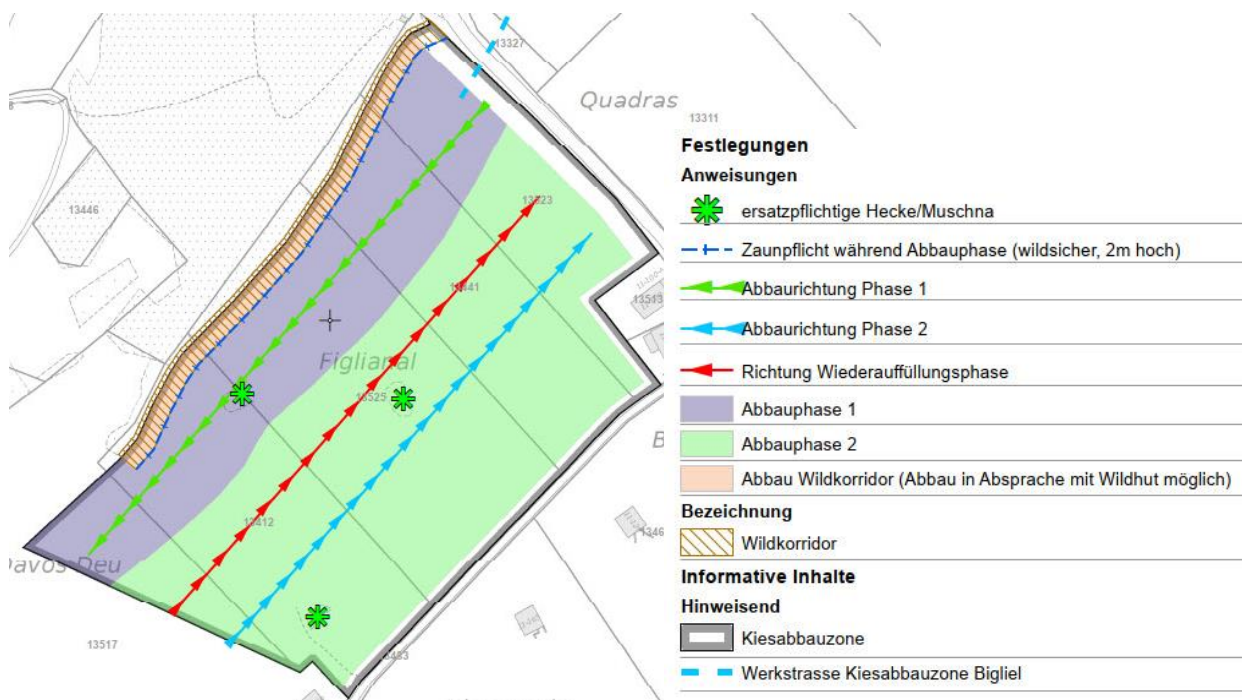 13327
Quadras
13311
13446
13323
13441
13513
Figlianal
13525
B
13412
1346
Davos Deu
13517
Festlegungen
Anweisungen
ersatzpflichtige Hecke/Muschna
Zaunpflicht während Abbauphase (wildsicher, 2m hoch)
Abbaurichtung Phase 1
Abbaurichtung Phase 2
Richtung Wiederauffüllungsphase
Abbauphase 1
Abbauphase 2
Abbau Wildkorridor (Abbau in Absprache mit Wildhut möglich)
Bezeichnung
Wildkorridor
Informative Inhalte
Hinweisend
Kiesabbauzone
Werkstrasse Kiesabbauzone Bigliel